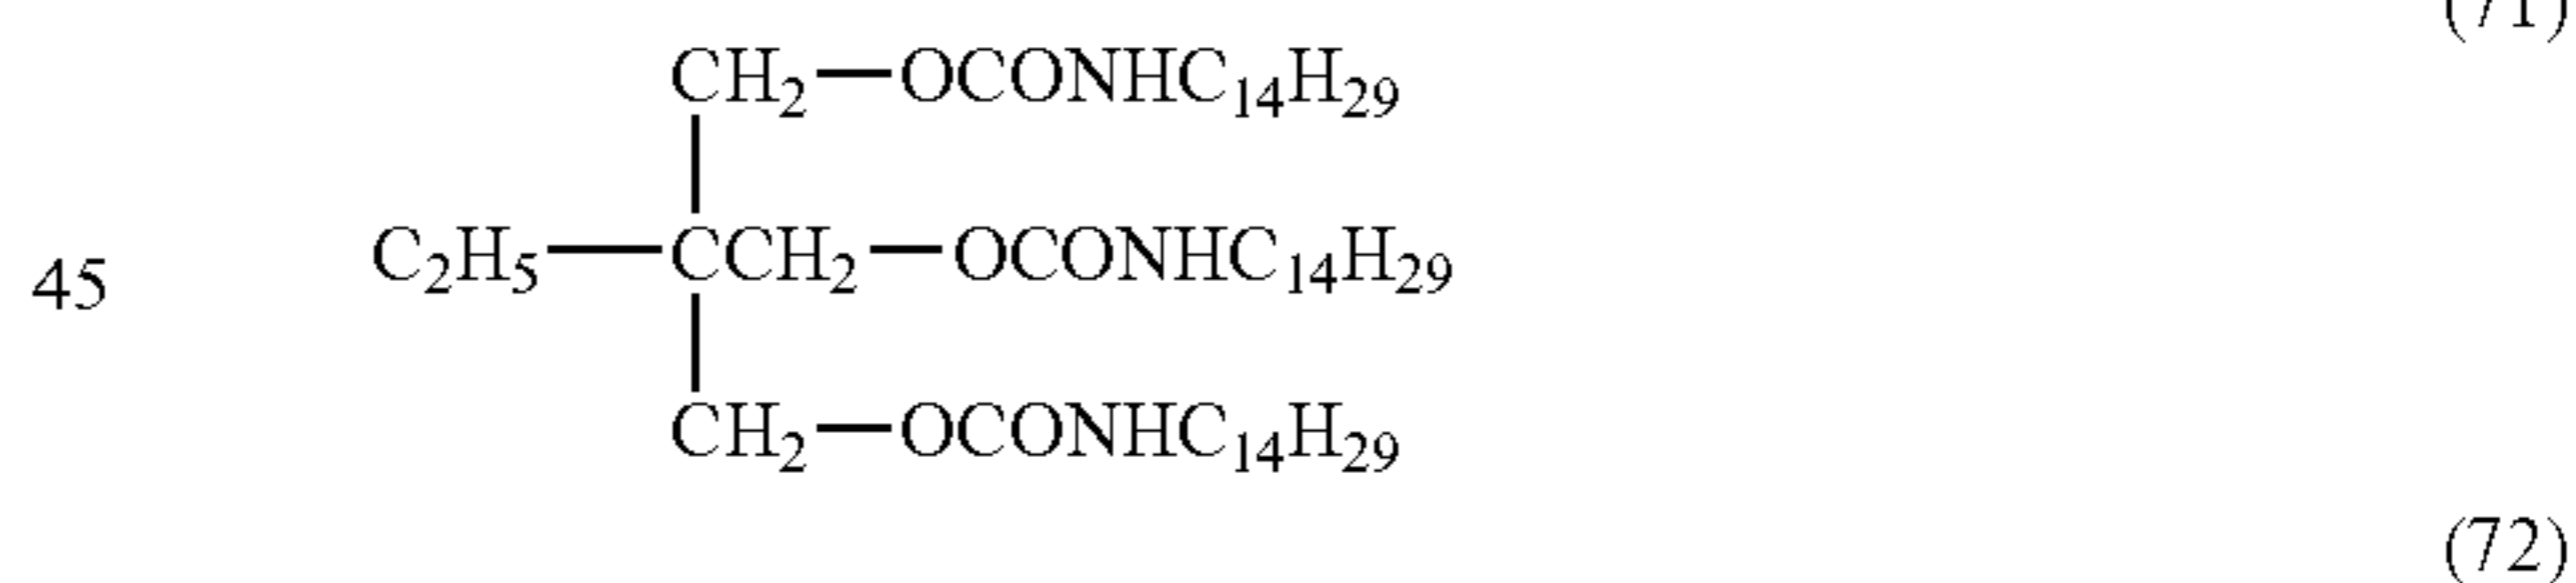 (71)
CH₂—OCONHC₁₄H₂₉
45 C₂H₅—CCH₂—OCONHC₁₄H₂₉
CH₂—OCONHC₁₄H₂₉
(72)